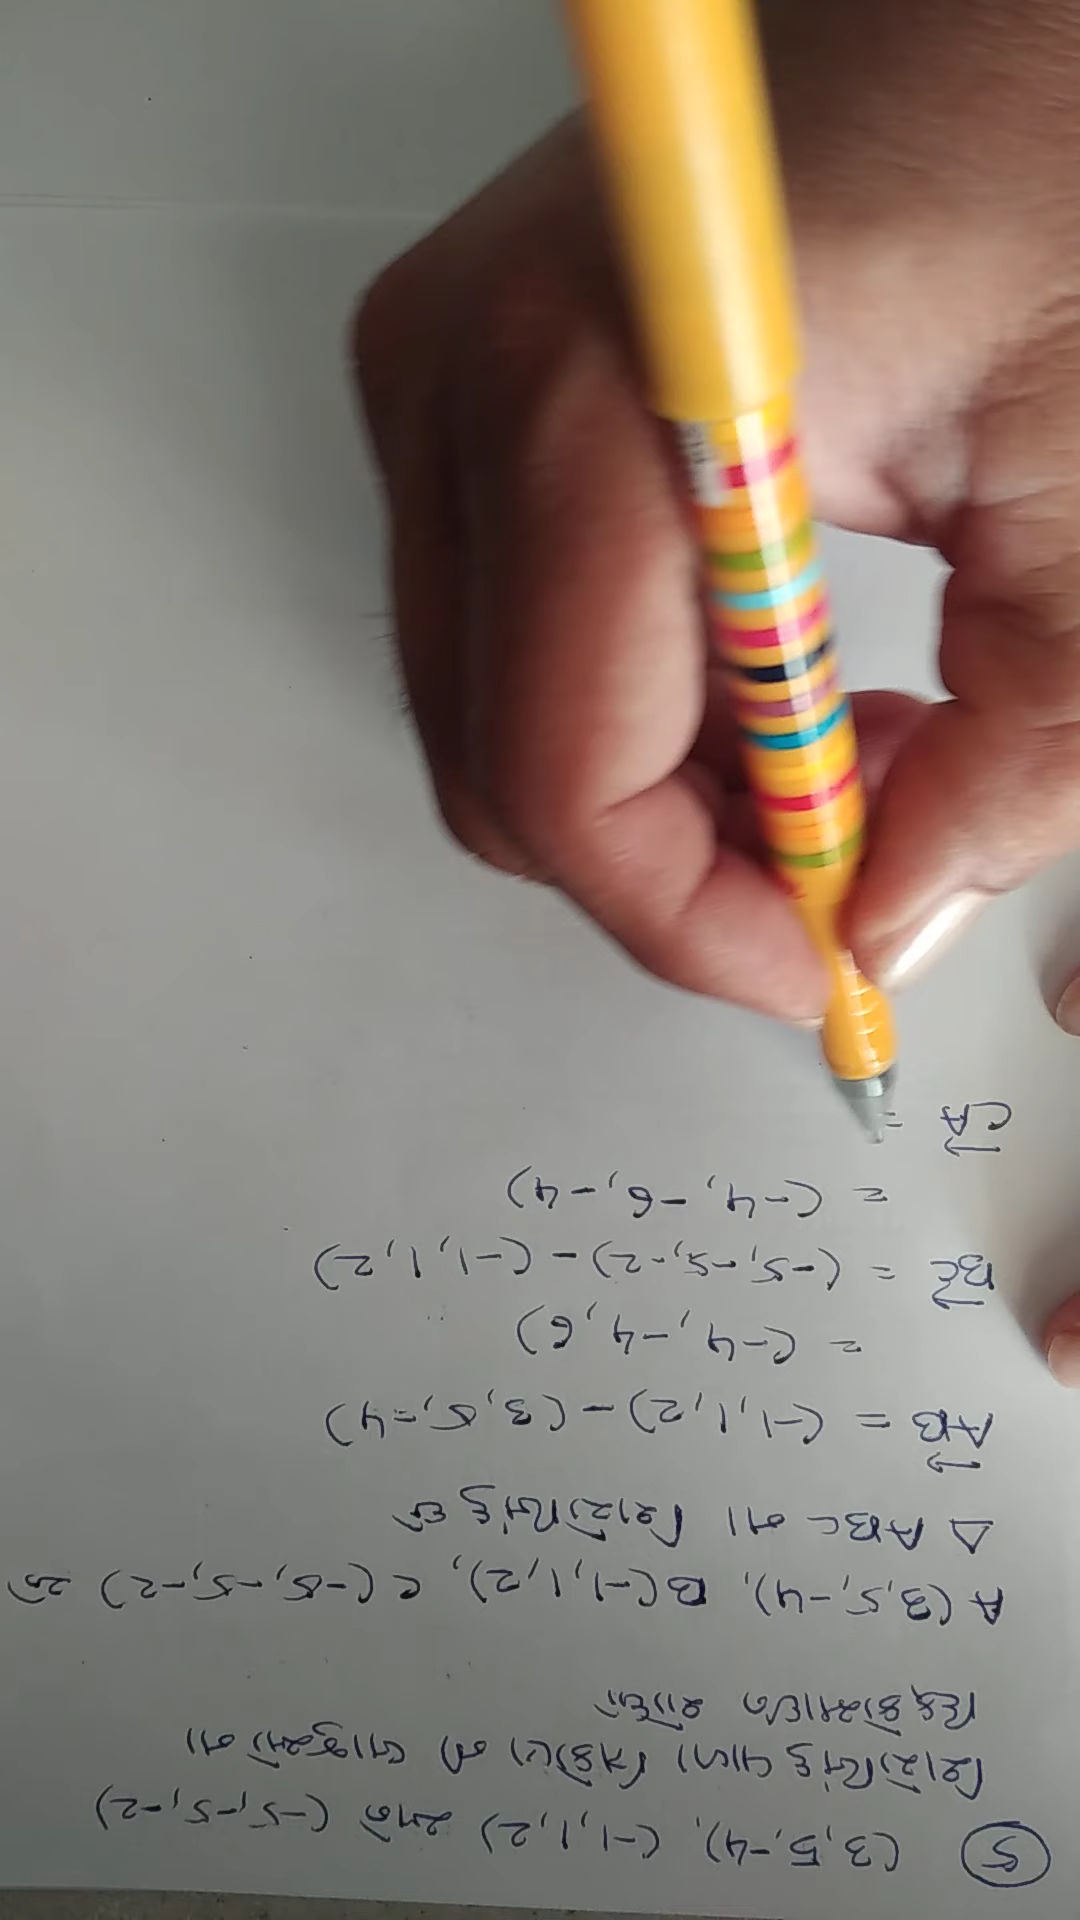 ⑤ (3, 5, -4), (-1, 1, 2) અને (-5, -5, -2)
શિરોબિંદુ વાળા ત્રિકોણ ની બાજુઓના
દિક્
A (3, 5, -4), B (-1, 1, 2), C (-5, -5, -2) એ
Δ ABC ના શિરોબિંદુ છે
AB = (-1, 1, 2) - (3, 5, -4)
= (-4, -4, 6)
BC = (-5, -5, -2) - (-1, 1, 2)
= (-4, -6, -4)
CA =